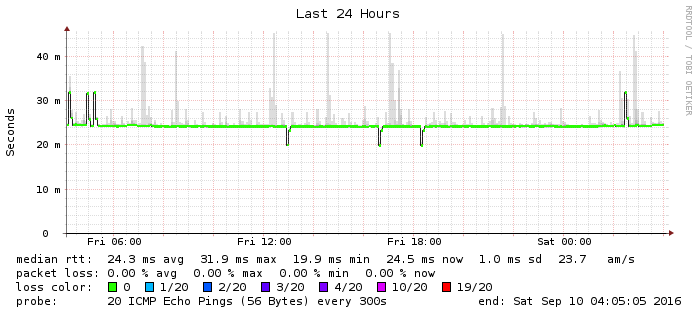 Last 24 Hours
RRDTOOL / TOBI OETIKER
Seconds
40 m
30 m
20 m
10 m
0
Fri 06:00 Fri 12:00 Fri 18:00 Sat 00:00
median rtt: 24.3 ms avg 31.9 ms max 19.9 ms min 24.5 ms now 1.0 ms sd 23.7 am/s
packet loss: 0.00 % avg 0.00 % max 0.00 % min 0.00 % now
loss color: 0 1/20 2/20 3/20 4/20 10/20 19/20
probe: 20 ICMP Echo Pings (56 Bytes) every 300s end: Sat Sep 10 04:05:05 2016